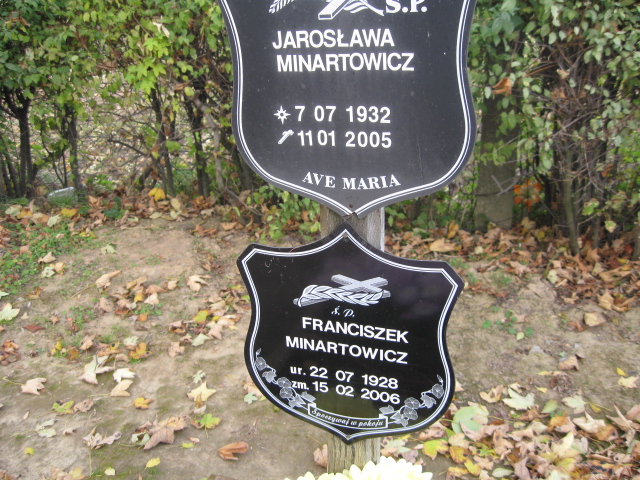 Ś.P.
JAROSŁAWA
MINARTOWICZ
7 07 1932
11 01 2005
AVE MARIA
Ś. P.
FRANCISZEK
MINARTOWICZ
ur. 22 07 1928
zm. 15 02 2006
Spoczywaj w pokoju